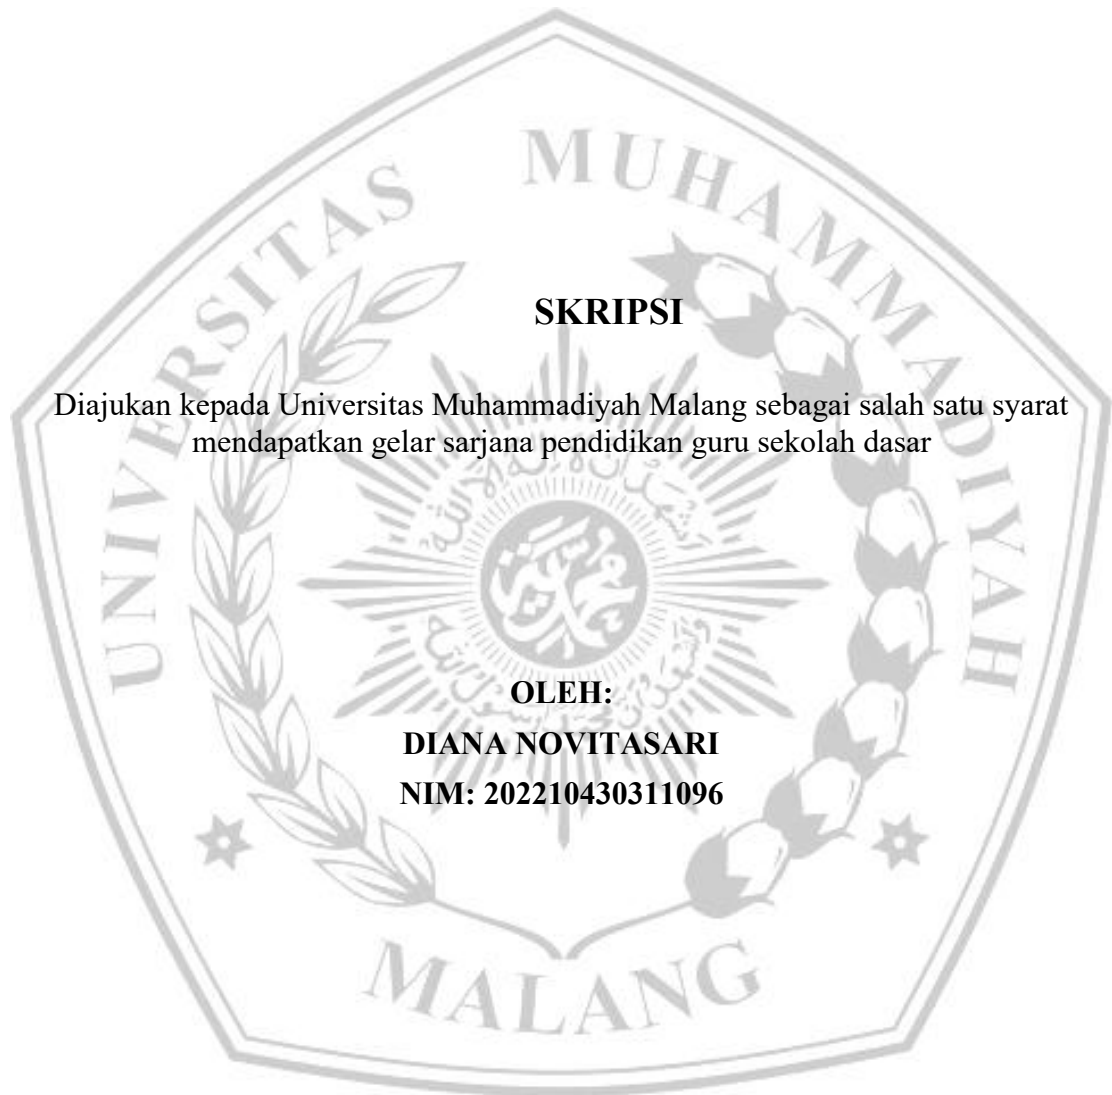 UNIVERSITAS MUHAMMADIYAH
SKRIPSI
Diajukan kepada Universitas Muhammadiyah Malang sebagai salah satu syarat
mendapatkan gelar sarjana pendidikan guru sekolah dasar
OLEH:
DIANA NOVITASARI
NIM: 202210430311096
MALANG